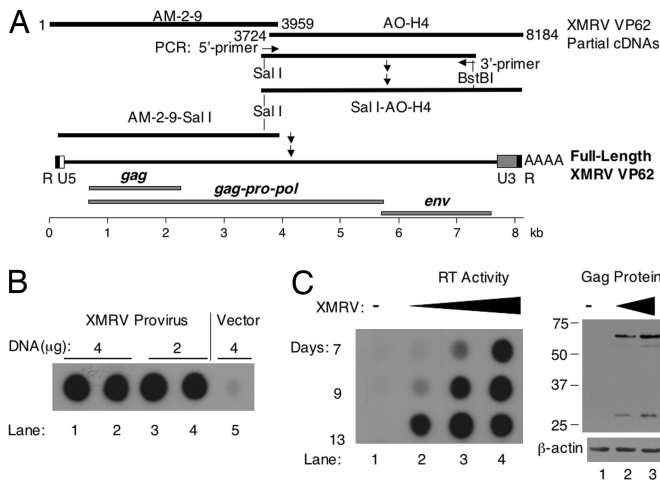 A
1 AM-2-9 3959 AO-H4 XMRV VP62
3724 8184 Partial cDNAs
PCR: 5'-primer 3'-primer
Sal I BstBI
Sal I Sal I-AO-H4
AM-2-9-Sal I
AAAA Full-Length
R U5 U3 R XMRV VP62
gag
gag-pro-pol
env
0 1 2 3 4 5 6 7 8 kb
B
XMRV Provirus Vector
DNA(μg): 4 2 4
Lane: 1 2 3 4 5
C
RT Activity
XMRV: -
Days: 7
9
13
Lane: 1 2 3 4
Gag Protein
-
75
50
37
25
β-actin
1 2 3